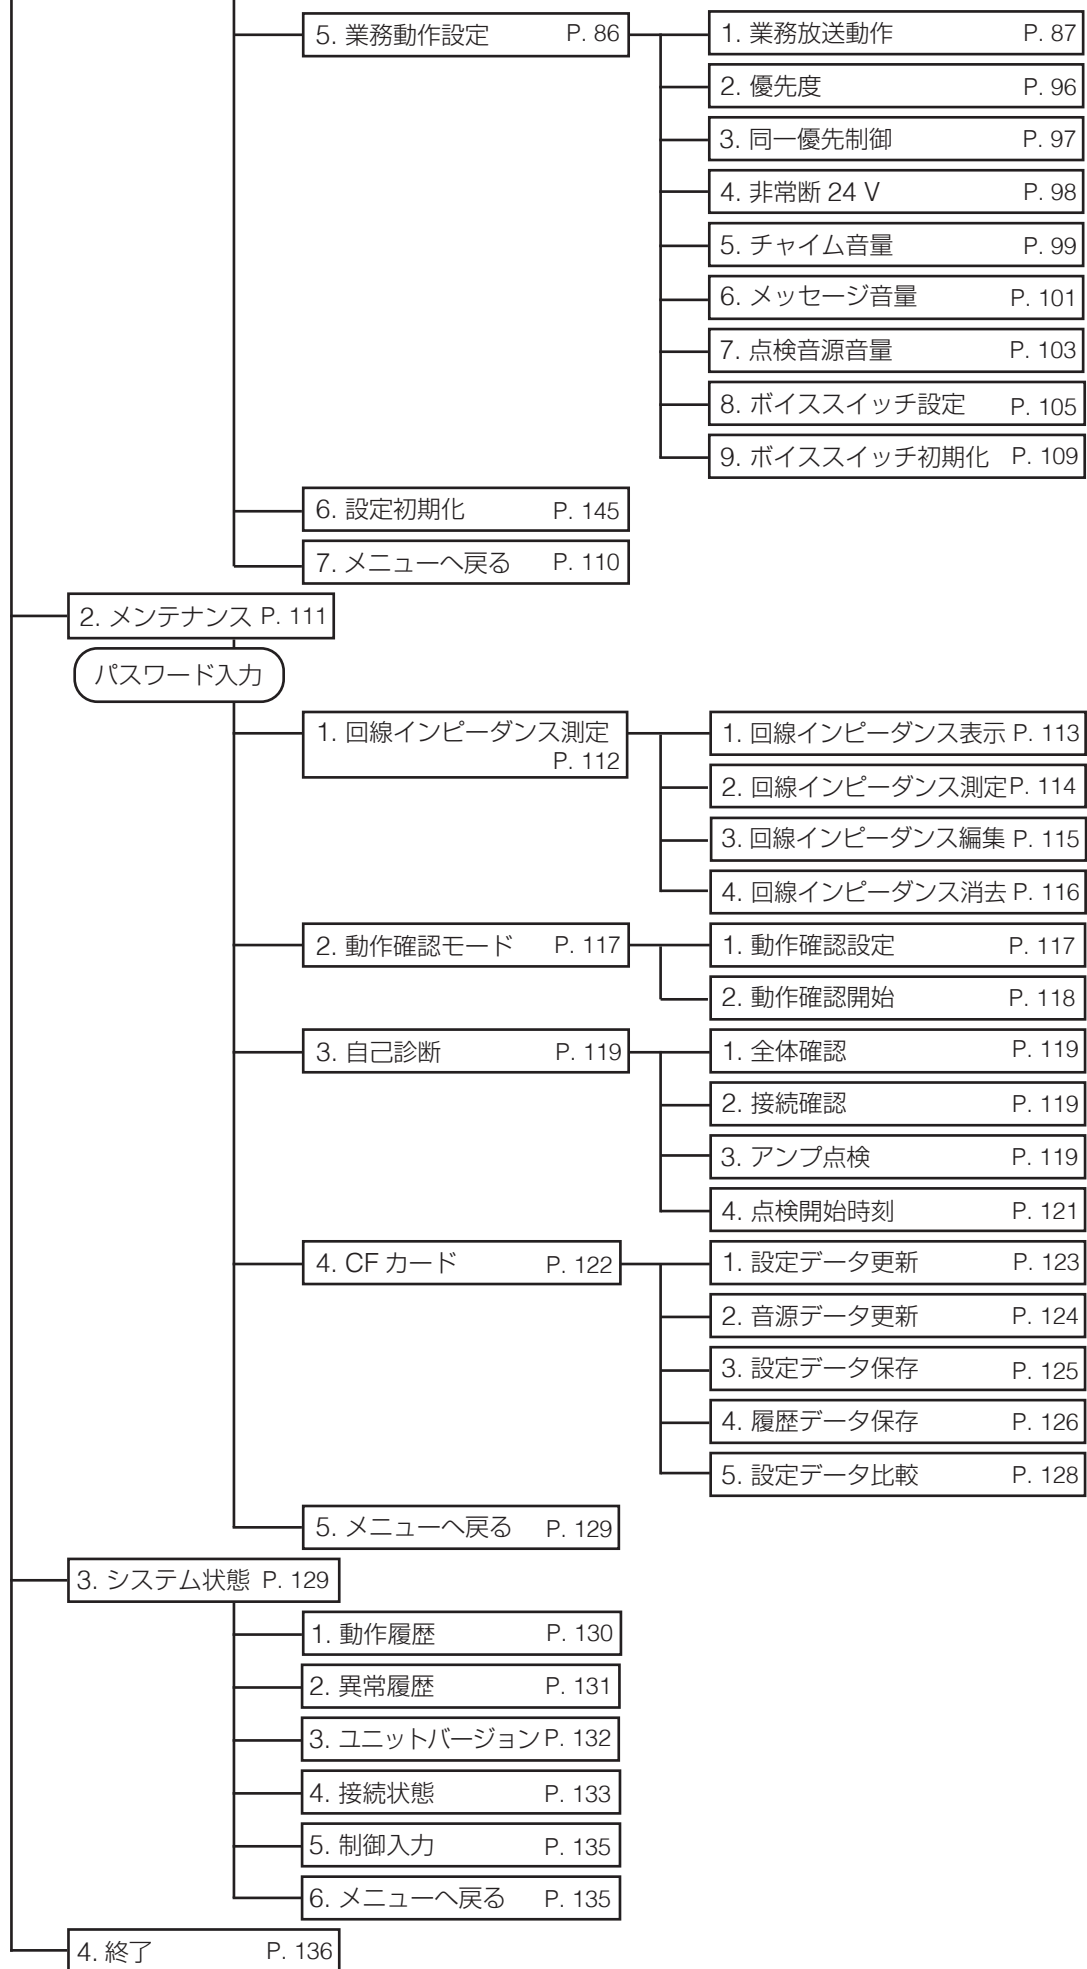 5. 業務動作設定 P. 86
1. 業務放送動作 P. 87
2. 優先度 P. 96
3. 同一優先制御 P. 97
4. 非常断 24 V P. 98
5. チャイム音量 P. 99
6. メッセージ音量 P. 101
7. 点検音源音量 P. 103
8. ボイススイッチ設定 P. 105
9. ボイススイッチ初期化 P. 109
6. 設定初期化 P. 145
7. メニューへ戻る P. 110
2. メンテナンス P. 111
パスワード入力
1. 回線インピーダンス測定
P. 112
1. 回線インピーダンス表示 P. 113
2. 回線インピーダンス測定 P. 114
3. 回線インピーダンス編集 P. 115
4. 回線インピーダンス消去 P. 116
2. 動作確認モード P. 117
1. 動作確認設定 P. 117
2. 動作確認開始 P. 118
3. 自己診断 P. 119
1. 全体確認 P. 119
2. 接続確認 P. 119
3. アンプ点検 P. 119
4. 点検開始時刻 P. 121
4. CF カード P. 122
1. 設定データ更新 P. 123
2. 音源データ更新 P. 124
3. 設定データ保存 P. 125
4. 履歴データ保存 P. 126
5. 設定データ比較 P. 128
5. メニューへ戻る P. 129
3. システム状態 P. 129
1. 動作履歴 P. 130
2. 異常履歴 P. 131
3. ユニットバージョン P. 132
4. 接続状態 P. 133
5. 制御入力 P. 135
6. メニューへ戻る P. 135
4. 終了 P. 136